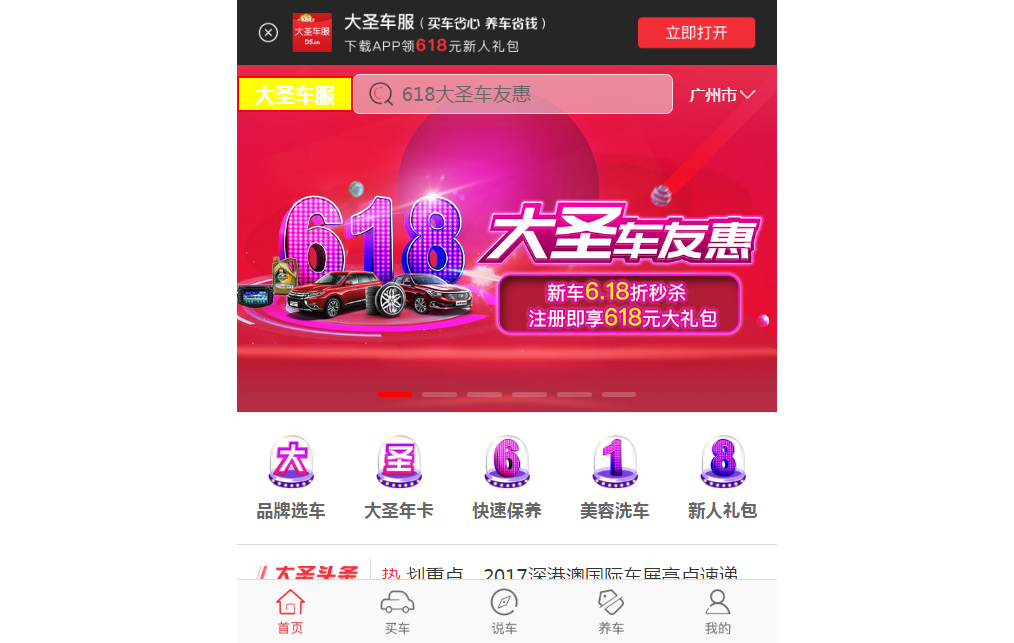 大圣车服（买车省心 养车省钱）
大圣车服
DS.cn
下载APP领618元新人礼包
立即打开
大圣车服
618大圣车友惠
广州市
618
大圣车友惠
新车6.18折秒杀
注册即享618元大礼包
大 圣 6 1 8
品牌选车 大圣年卡 快速保养 美容洗车 新人礼包
大圣头条 热 划重点 2017深港澳国际车展亮点速递
首页 买车 说车 养车 我的